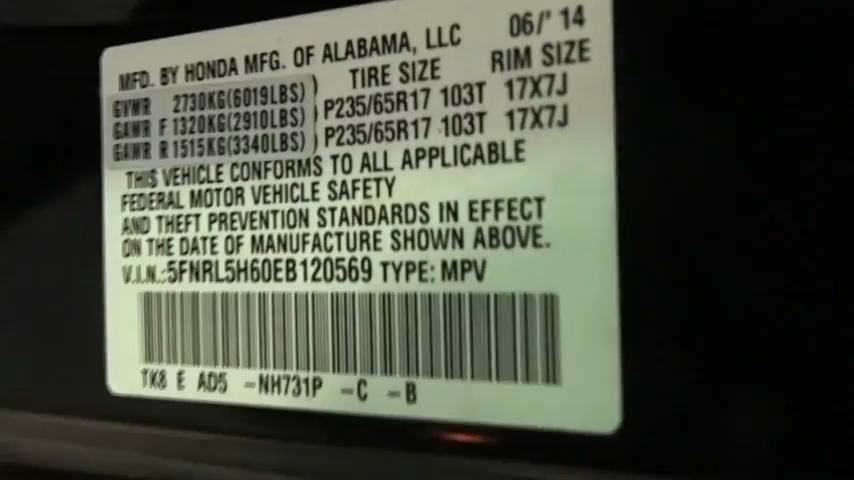 MFD. BY HONDA MFG. OF ALABAMA, LLC 06/' 14
TIRE SIZE RIM SIZE
GVWR 2730KG(6019LBS)
GAWR F 1320KG(2910LBS) P235/65R17 103T 17X7J
GAWR R 1515KG(3340LBS) P235/65R17 103T 17X7J
THIS VEHICLE CONFORMS TO ALL APPLICABLE
FEDERAL MOTOR VEHICLE SAFETY
AND THEFT PREVENTION STANDARDS IN EFFECT
ON THE DATE OF MANUFACTURE SHOWN ABOVE.
V.I.N.:5FNRL5H60EB120569 TYPE: MPV
TK8 E AD5 -NH731P -C -B